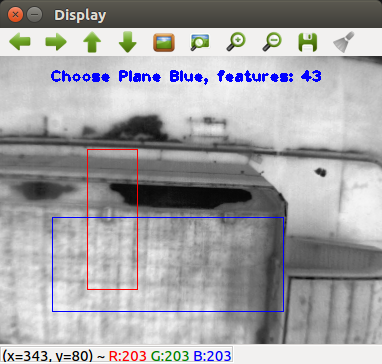 Display
Choose Plane Blue, features: 43
(x=343, y=80) ~ R:203 G:203 B:203